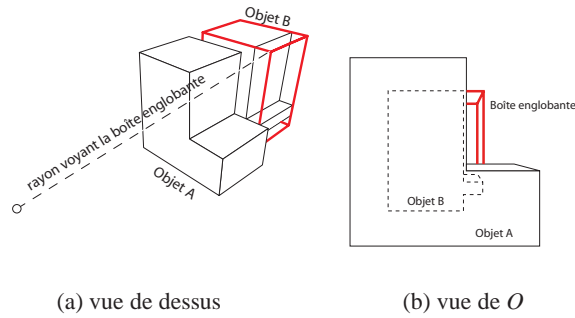 Objet B
rayon voyant la boîte englobante
Objet A
Boîte englobante
Objet B
Objet A
(a) vue de dessus
(b) vue de O